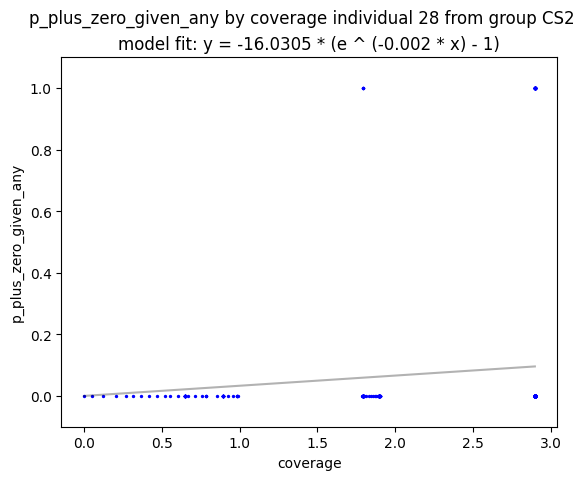 p_plus_zero_given_any by coverage individual 28 from group CS2
model fit: y = -16.0305 * (e ^ (-0.002 * x) - 1)
1.0
0.8
0.6
0.4
0.2
0.0
p_plus_zero_given_any
0.0 0.5 1.0 1.5 2.0 2.5 3.0
coverage